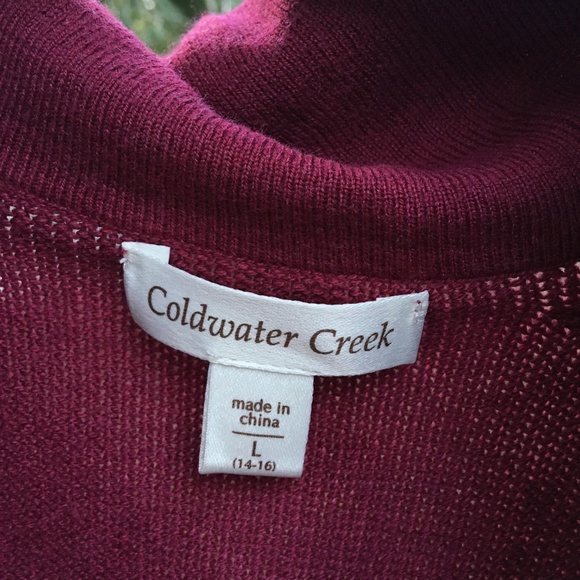 Coldwater Creek
made in
china
L
(14-16)